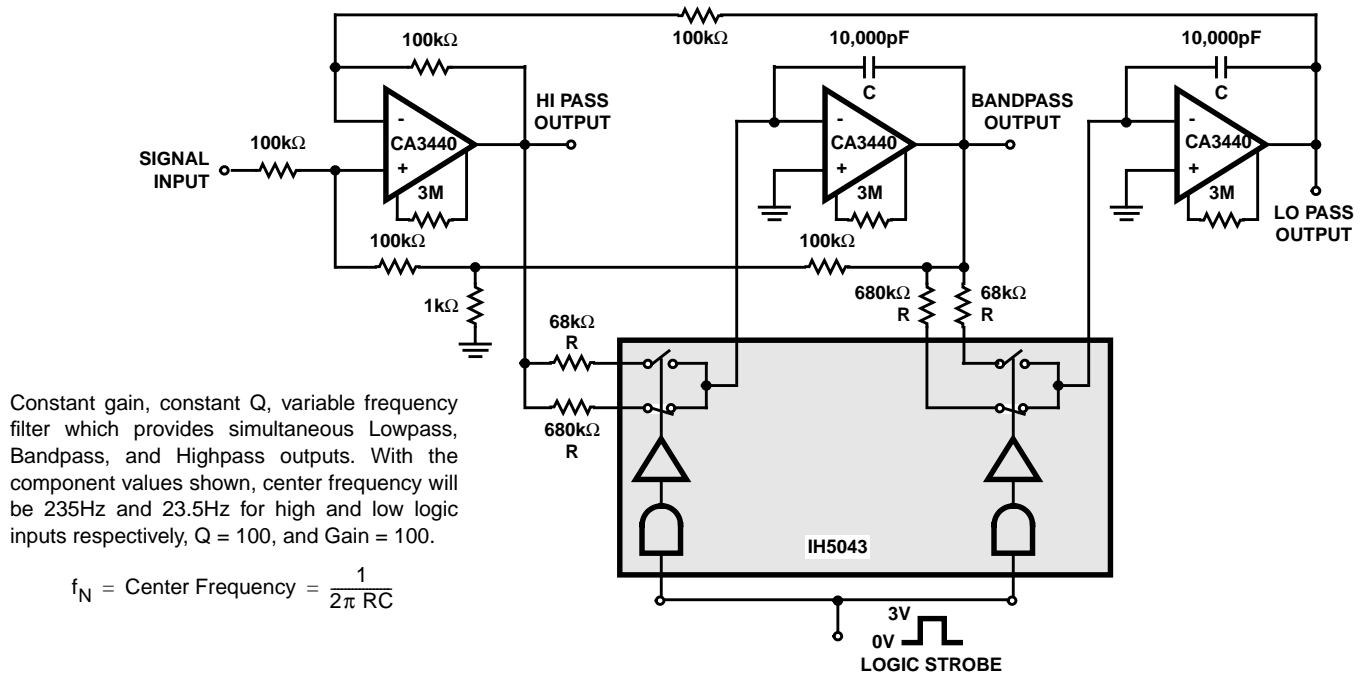 100kΩ
100kΩ
10,000pF
10,000pF
C
C
HI PASS
OUTPUT
BANDPASS
OUTPUT
-
CA3440
+
3M
-
CA3440
+
3M
-
CA3440
+
3M
100kΩ
SIGNAL
INPUT
LO PASS
OUTPUT
100kΩ
100kΩ
1kΩ
680kΩ
R
68kΩ
R
68kΩ
R
680kΩ
R
Constant gain, constant Q, variable frequency
filter which provides simultaneous Lowpass,
Bandpass, and Highpass outputs. With the
component values shown, center frequency will
be 235Hz and 23.5Hz for high and low logic
inputs respectively, Q = 100, and Gain = 100.
f_N = Center Frequency = 1 / 2π RC
IH5043
3V
0V
LOGIC STROBE